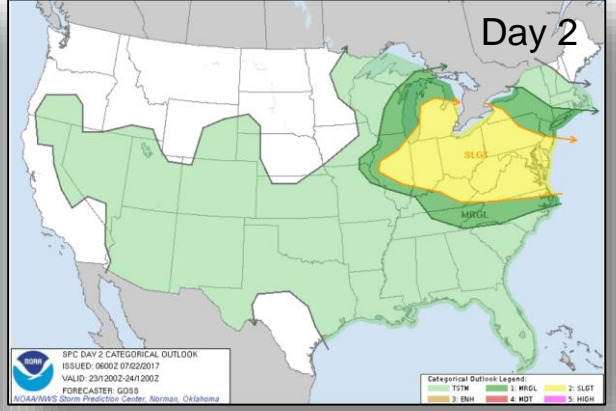 Day 2
SLGT
MRGL
NOAA
SPC DAY 2 CATEGORICAL OUTLOOK
ISSUED: 0600Z 07/22/2017
VALID: 23/1200Z-24/1200Z
FORECASTER: GOSS
NOAA/NWS Storm Prediction Center, Norman, Oklahoma
Categorical Outlook Legend:
TSTM 1: MRGL 2: SLGT
3: ENH 4: MDT 5: HIGH